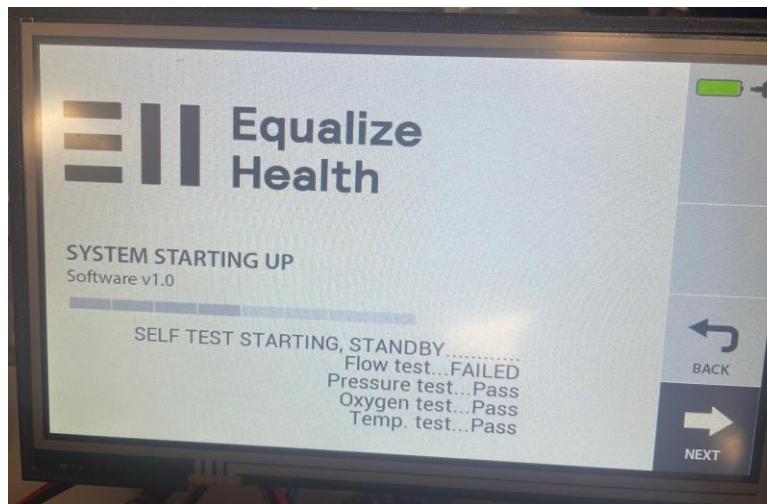 Equalize
Health
SYSTEM STARTING UP
Software v1.0
SELF TEST STARTING, STANDBY............
Flow test...FAILED
Pressure test...Pass
Oxygen test...Pass
Temp. test...Pass
BACK
NEXT